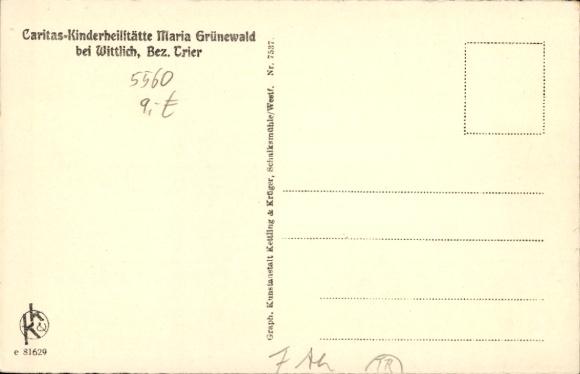 Caritas-Kinderheilstätte Maria Grünewald
bei Wittlich, Bez. Trier
5560
9,- €
Graph. Kunstanstalt Kettling & Krüger, Schalksmühle/Westf. Nr. 7537.
e 81629
TR